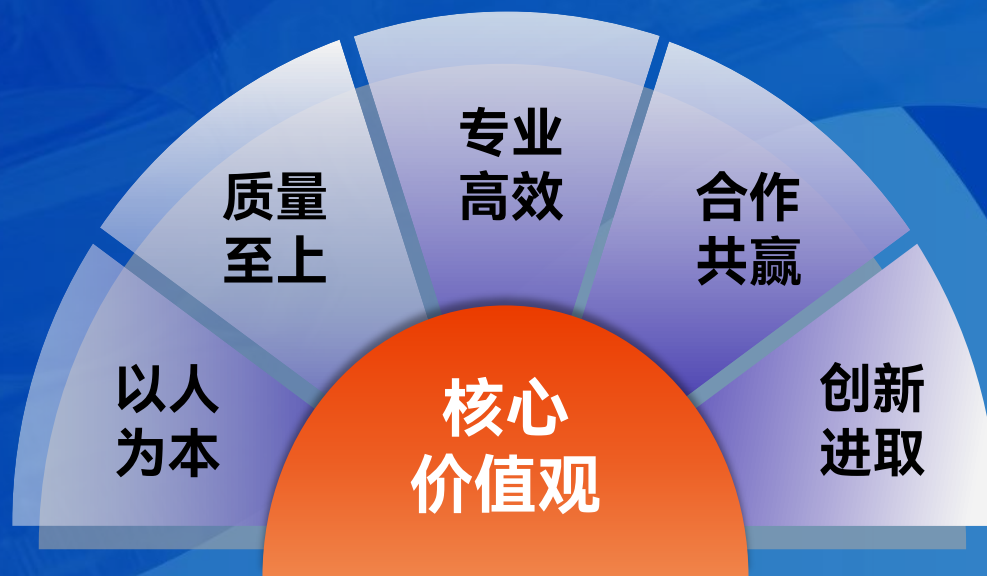 以人
为本
质量
至上
专业
高效
合作
共赢
创新
进取
核心
价值观